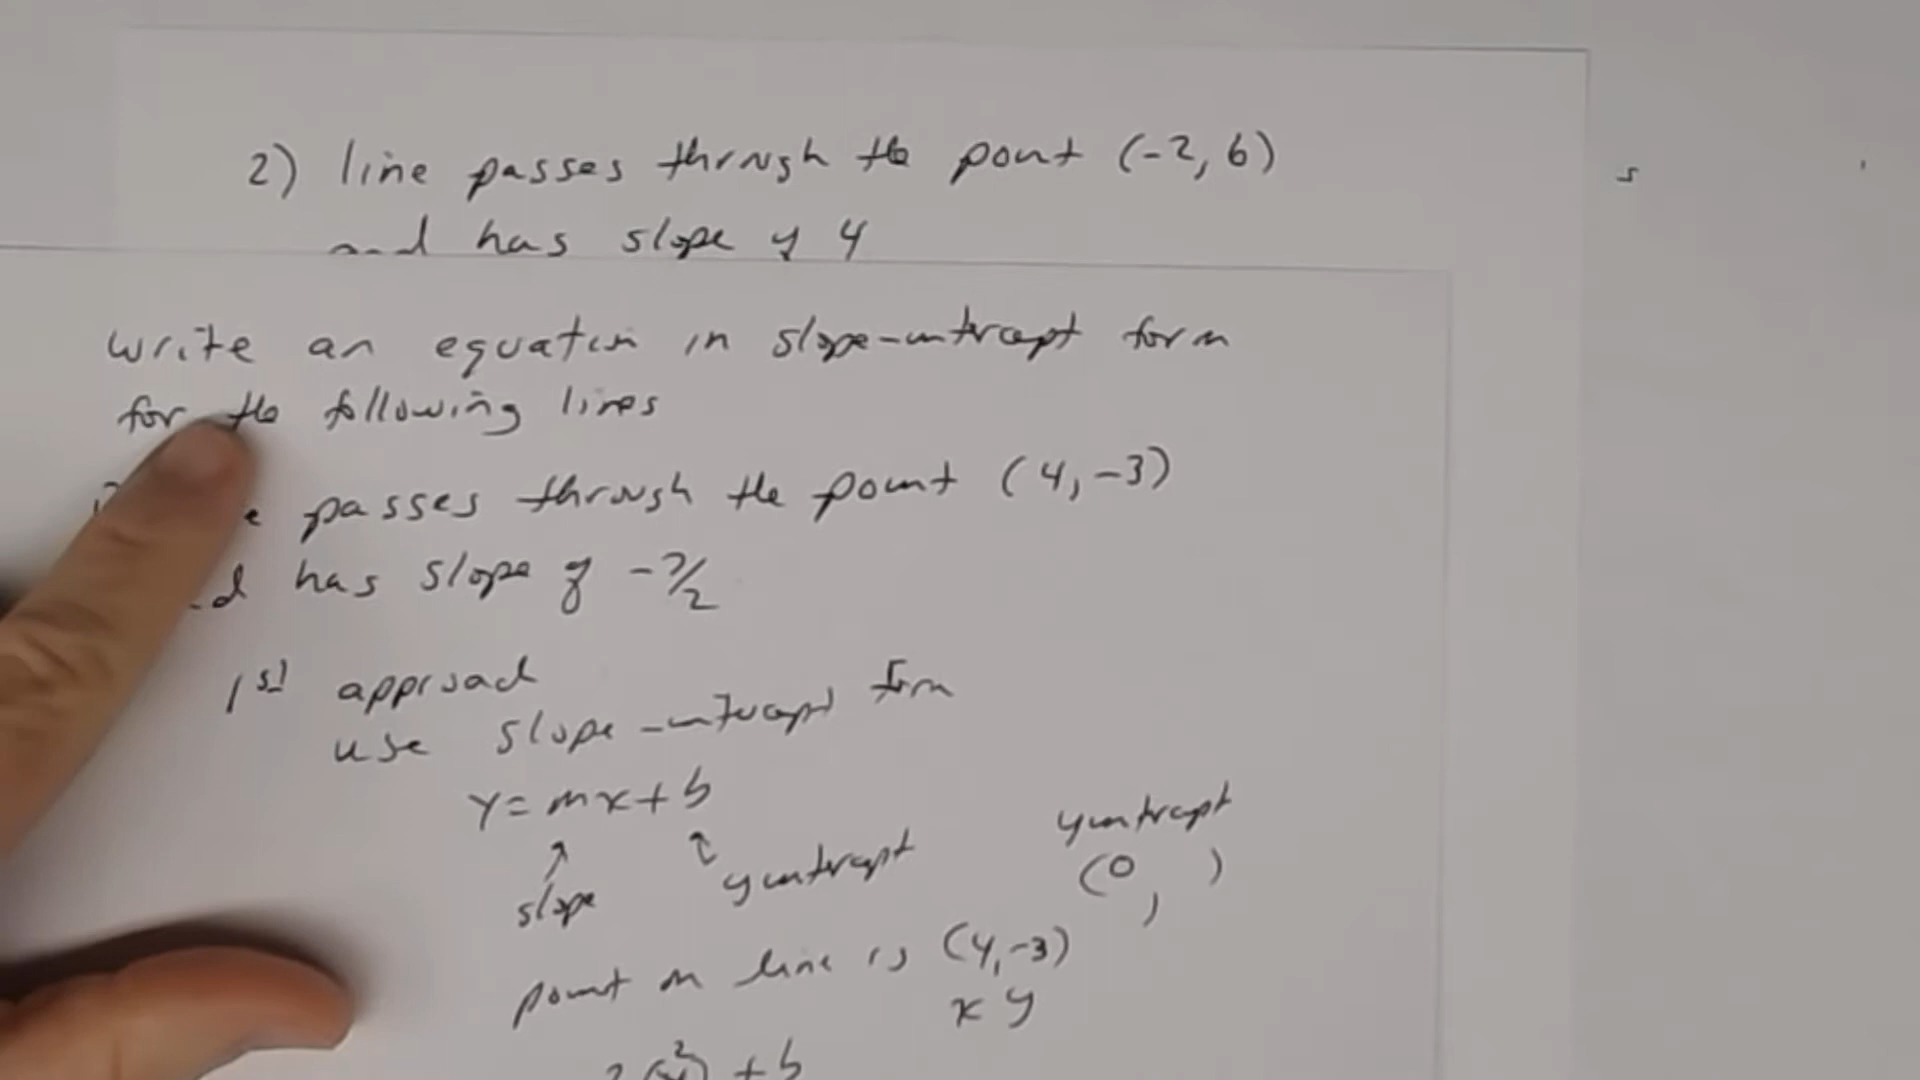 2) line passes through the point (-2, 6)
and has slope of 4
write an equation in slope-intercept form
for the following lines
passes through the point (4, -3)
has slope of
1st approach
use slope-intercept form
y = mx + b
slope
y intercept
y intercept
(0, )
point on line is (4, -3)
x y
+ b